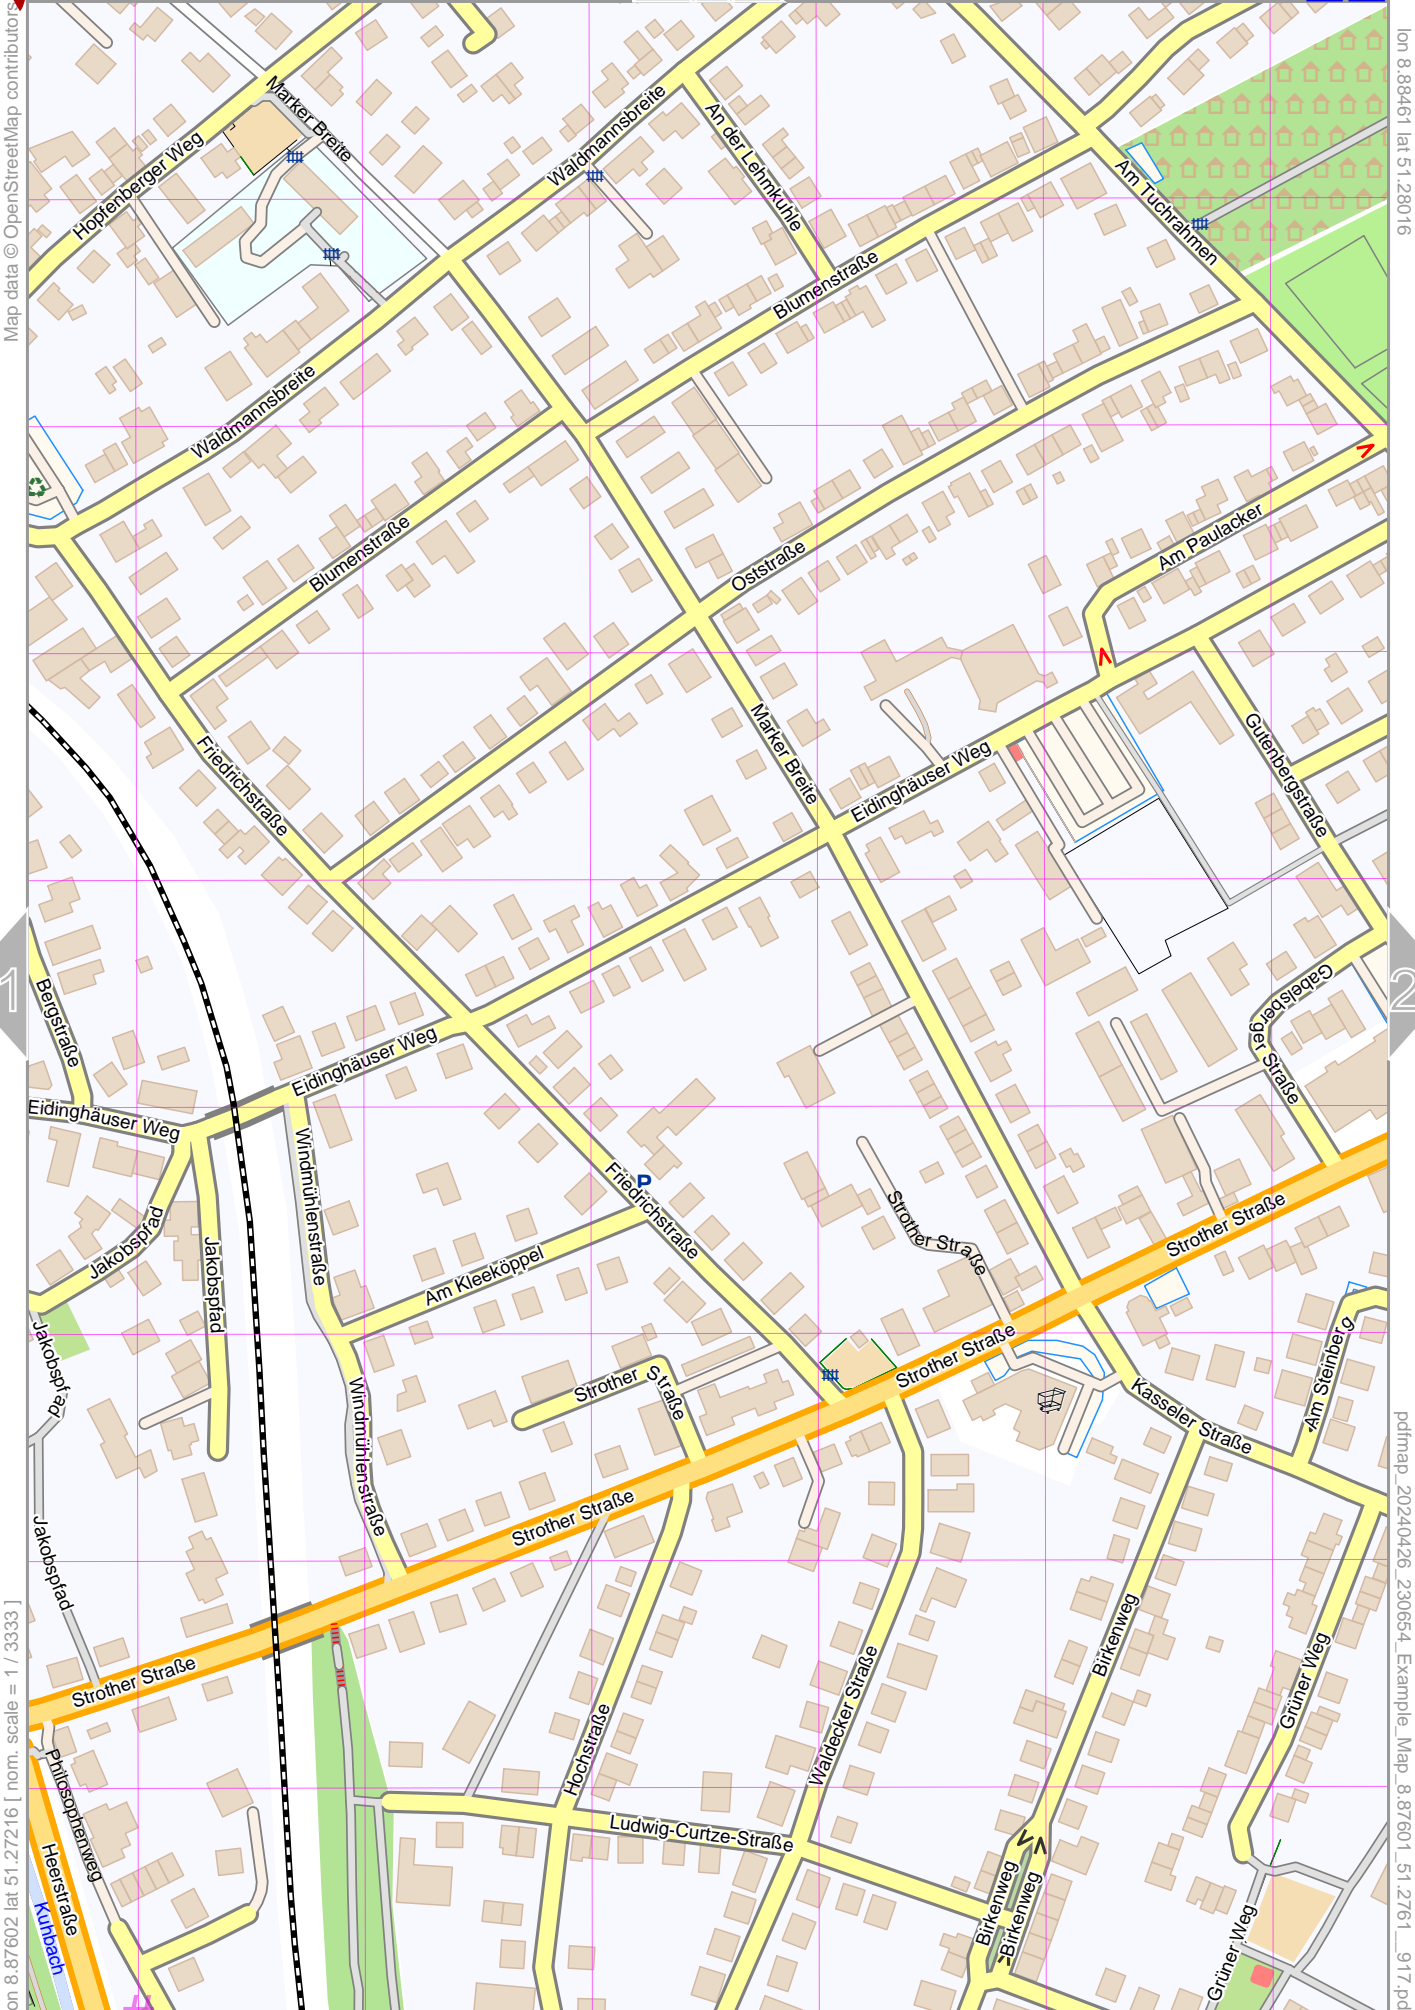 Map data © OpenStreetMap contributors
lon 8.88461 lat 51.28016
Marker Breite
Hopfenberger Weg
Waldmannsbreite
An der Lehmkuhle
Am Tuchrahmen
Blumenstraße
Waldmannsbreite
Blumenstraße
Oststraße
Am Paulacker
Friedrichstraße
Marker Breite
Eidinghäuser Weg
Gutenbergstraße
1
2
Bergstraße
Gabelsberger Straße
Eidinghäuser Weg
Eidinghäuser Weg
Windmühlenstraße
P
Friedrichstraße
Strother Straße
Strother Straße
Jakobspfad
Jakobspfad
Am Kleeköppel
Jakobspfad
Strother Straße
Am Steinberg
Strother Straße
Kasseler Straße
Windmühlenstraße
Strother Straße
Jakobspfad
Birkenweg
Grüner Weg
Strother Straße
Waldecker Straße
Hochstraße
Philosophenweg
Ludwig-Curtze-Straße
Heerstraße
Kuhbach
Birkenweg
Birkenweg
Grüner Weg
on 8.87602 lat 51.27216 [ nom. scale = 1 / 3333 ]
pdfmap_20240426_230654_Example_Map_8.87601_51.2761__917.pd